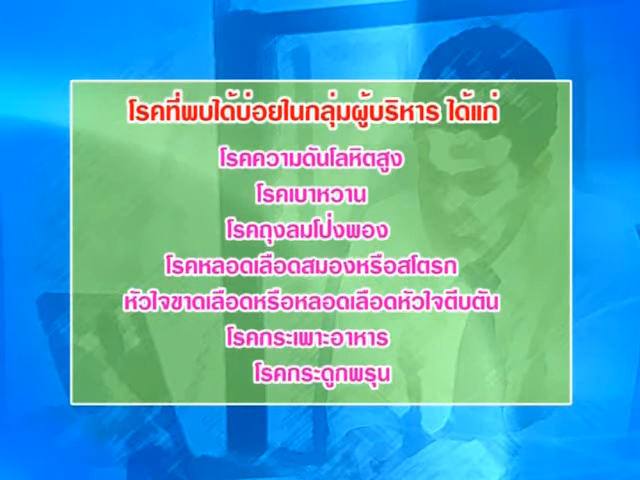 โรคที่พบได้บ่อยในกลุ่มผู้บริหาร ได้แก่
โรคความดันโลหิตสูง
โรคเบาหวาน
โรคถุงลมโป่งพอง
โรคหลอดเลือดสมองหรือสโตรก
หัวใจขาดเลือดหรือหลอดเลือดหัวใจตีบตัน
โรคกระเพาะอาหาร
โรคกระดูกพรุน